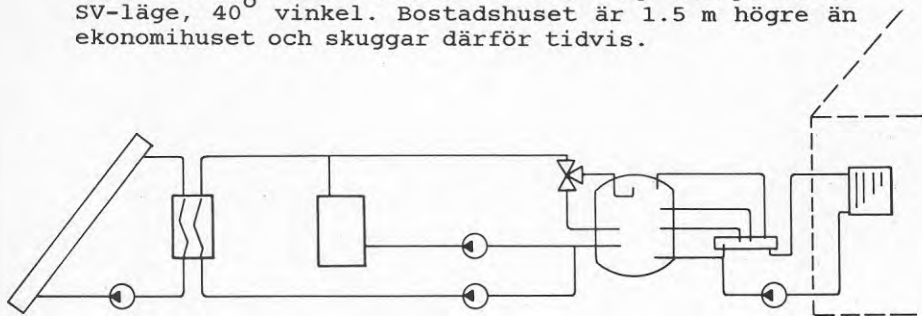 SV-läge, 40° vinkel. Bostadshuset är 1.5 m högre än
ekonomihuset och skuggar därför tidvis.